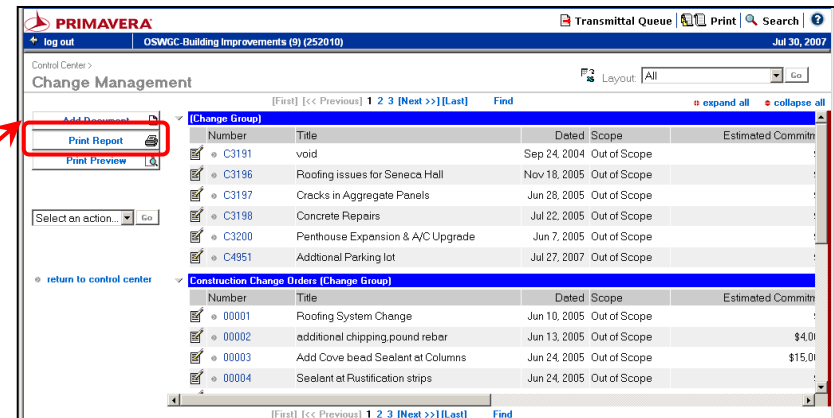 PRIMAVERA Transmittal Queue Print Search ?
log out OSWGC-Building Improvements (9) (252010) Jul 30, 2007
Control Center >
Change Management Layout: All Go
[First] [<< Previous] 1 2 3 [Next >>] [Last] Find expand all collapse all
Add Document (Change Group)
Print Report Number Title Dated Scope Estimated Commitm
Print Preview C3191 void Sep 24, 2004 Out of Scope
C3196 Roofing issues for Seneca Hall Nov 18, 2005 Out of Scope
C3197 Cracks in Aggregate Panels Jun 28, 2005 Out of Scope
Select an action... Go C3198 Concrete Repairs Jul 22, 2005 Out of Scope
C3200 Penthouse Expansion & A/C Upgrade Jun 7, 2005 Out of Scope
C4951 Addtional Parking lot Jul 27, 2007 Out of Scope
return to control center Construction Change Orders (Change Group)
Number Title Dated Scope Estimated Commitm
00001 Roofing System Change Jun 10, 2005 Out of Scope
00002 additional chipping,pound rebar Jun 13, 2005 Out of Scope $4,0
00003 Add Cove bead Sealant at Columns Jun 24, 2005 Out of Scope $15,0
00004 Sealant at Rustification strips Jun 24, 2005 Out of Scope
[First] [<< Previous] 1 2 3 [Next >>] [Last] Find